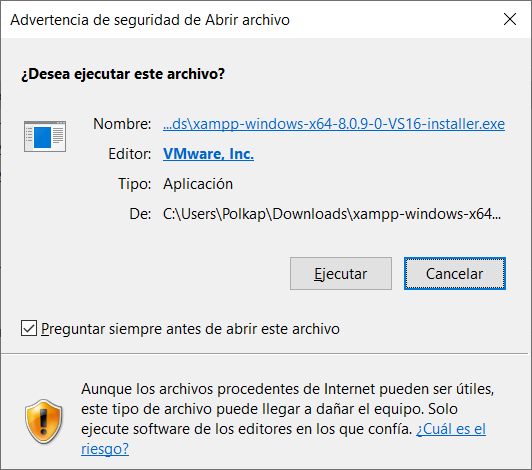 Advertencia de seguridad de Abrir archivo
¿Desea ejecutar este archivo?
Nombre: ...ds\xampp-windows-x64-8.0.9-0-VS16-installer.exe
Editor: VMware, Inc.
Tipo: Aplicación
De: C:\Users\Polkap\Downloads\xampp-windows-x64...
Ejecutar Cancelar
Preguntar siempre antes de abrir este archivo
Aunque los archivos procedentes de Internet pueden ser útiles,
este tipo de archivo puede llegar a dañar el equipo. Solo
ejecute software de los editores en los que confía. ¿Cuál es el
riesgo?